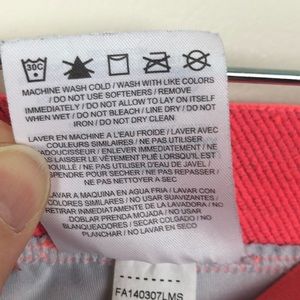 30C
MACHINE WASH COLD / WASH WITH LIKE COLORS
/ DO NOT USE SOFTENERS / REMOVE
IMMEDIATELY / DO NOT ALLOW TO LAY ON ITSELF
WHEN WET / DO NOT BLEACH / LINE DRY / DO NOT
IRON / DO NOT DRY CLEAN
LAVER EN MACHINE A L'EAU FROIDE / LAVER AVEC
COULEURS SIMILAIRES / NE PAS UTILISER
ADOUCISSEUR / ENLEVER IMMEDIATEMENT / NE
PAS LAISSER LE VÊTEMENT PLIÉ LORSQU'IL EST
MOUILLÉ / NE PAS UTILISER D'EAU DE JAVEL /
SÉCHER SUSPENDU / NE PAS REPASSER / NE PAS
NETTOYER A SEC
LAVAR A MAQUINA EN AGUA FRIA / LAVAR CON
COLORES SIMILARES / NO USAR SUAVIZANTES /
RETIRAR INMEDIATAMENTE DE LA LAVADORA / NO
DOBLAR PRENDA MOJADA / NO USAR
BLANQUEADORES / SECAR COLGADO / NO
PLANCHAR / NO LAVAR EN SECO
FA140307LMS